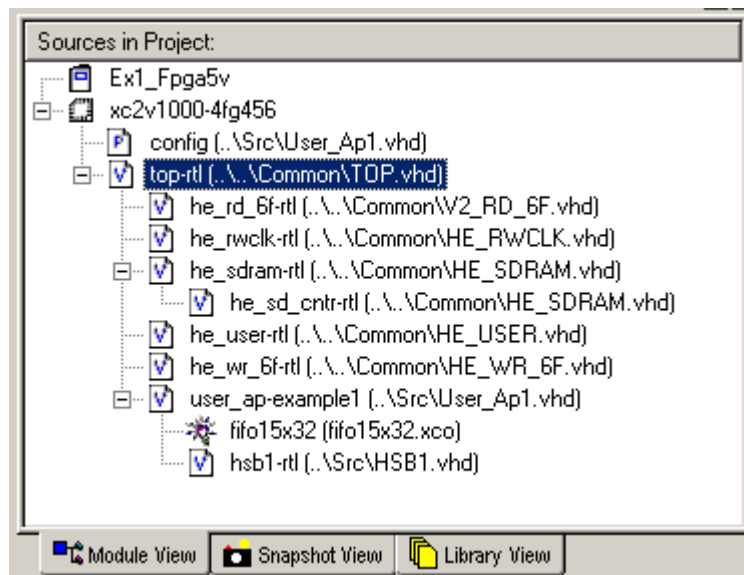 Sources in Project:
Ex1_Fpga5v
xc2v1000-4fg456
config (..\Src\User_Ap1.vhd)
top-rtl (..\..\Common\TOP.vhd)
he_rd_6f-rtl (..\..\Common\V2_RD_6F.vhd)
he_rwclk-rtl (..\..\Common\HE_RWCLK.vhd)
he_sdram-rtl (..\..\Common\HE_SDRAM.vhd)
he_sd_cntr-rtl (..\..\Common\HE_SDRAM.vhd)
he_user-rtl (..\..\Common\HE_USER.vhd)
he_wr_6f-rtl (..\..\Common\HE_WR_6F.vhd)
user_ap-example1 (..\Src\User_Ap1.vhd)
fifo15x32 (fifo15x32.xco)
hsb1-rtl (..\Src\HSB1.vhd)
Module View Snapshot View Library View